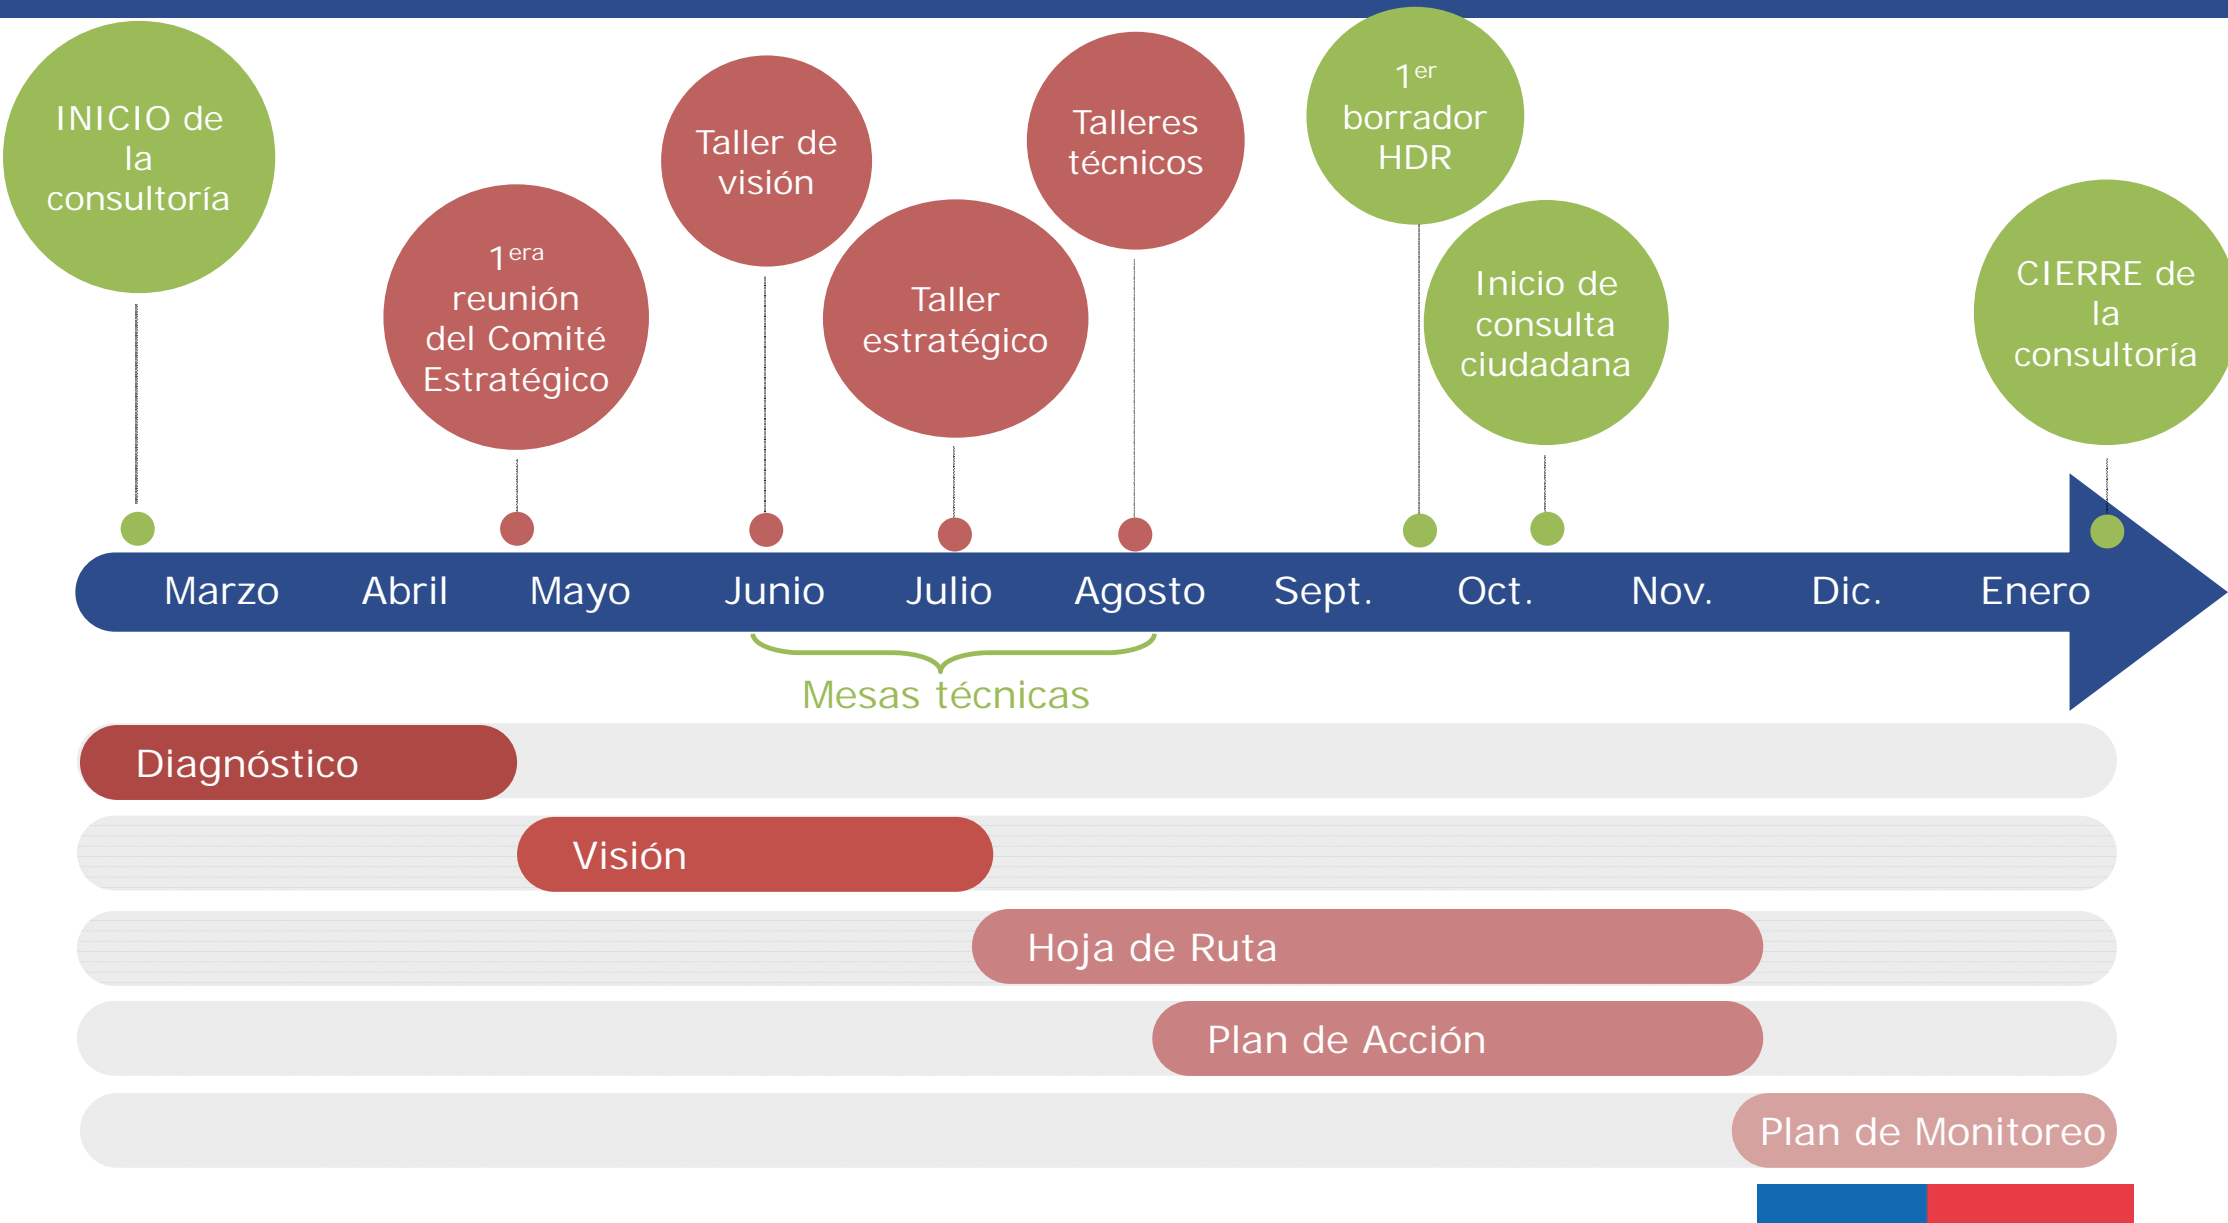 INICIO de
la
consultoría
1era
reunión
del Comité
Estratégico
Taller de
visión
Taller
estratégico
Talleres
técnicos
1er
borrador
HDR
Inicio de
consulta
ciudadana
CIERRE de
la
consultoría
Marzo Abril Mayo Junio Julio Agosto Sept. Oct. Nov. Dic. Enero
Mesas técnicas
Diagnóstico
Visión
Hoja de Ruta
Plan de Acción
Plan de Monitoreo